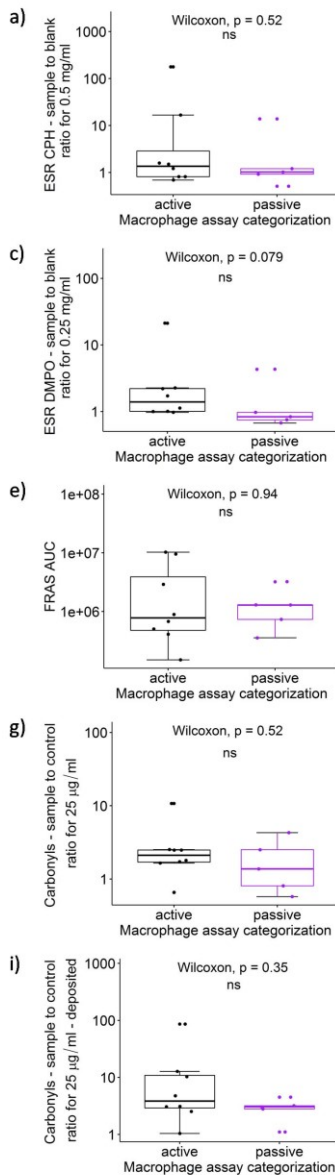 a)
Wilcoxon, p = 0.52
ns
ESR CPH - sample to blank
ratio for 0.5 mg/ml
1000
100
10
1
active
passive
Macrophage assay categorization
c)
Wilcoxon, p = 0.079
ns
ESR DMPO - sample to blank
ratio for 0.25 mg/ml
100
10
1
active
passive
Macrophage assay categorization
e)
Wilcoxon, p = 0.94
ns
FRAS AUC
1e+08
1e+07
1e+06
active
passive
Macrophage assay categorization
g)
Wilcoxon, p = 0.52
ns
Carbonyls - sample to control
ratio for 25 µg/ml
100
10
1
active
passive
Macrophage assay categorization
i)
Wilcoxon, p = 0.35
ns
Carbonyls - sample to control
ratio for 25 µg/ml - deposited
1000
100
10
1
active
passive
Macrophage assay categorization